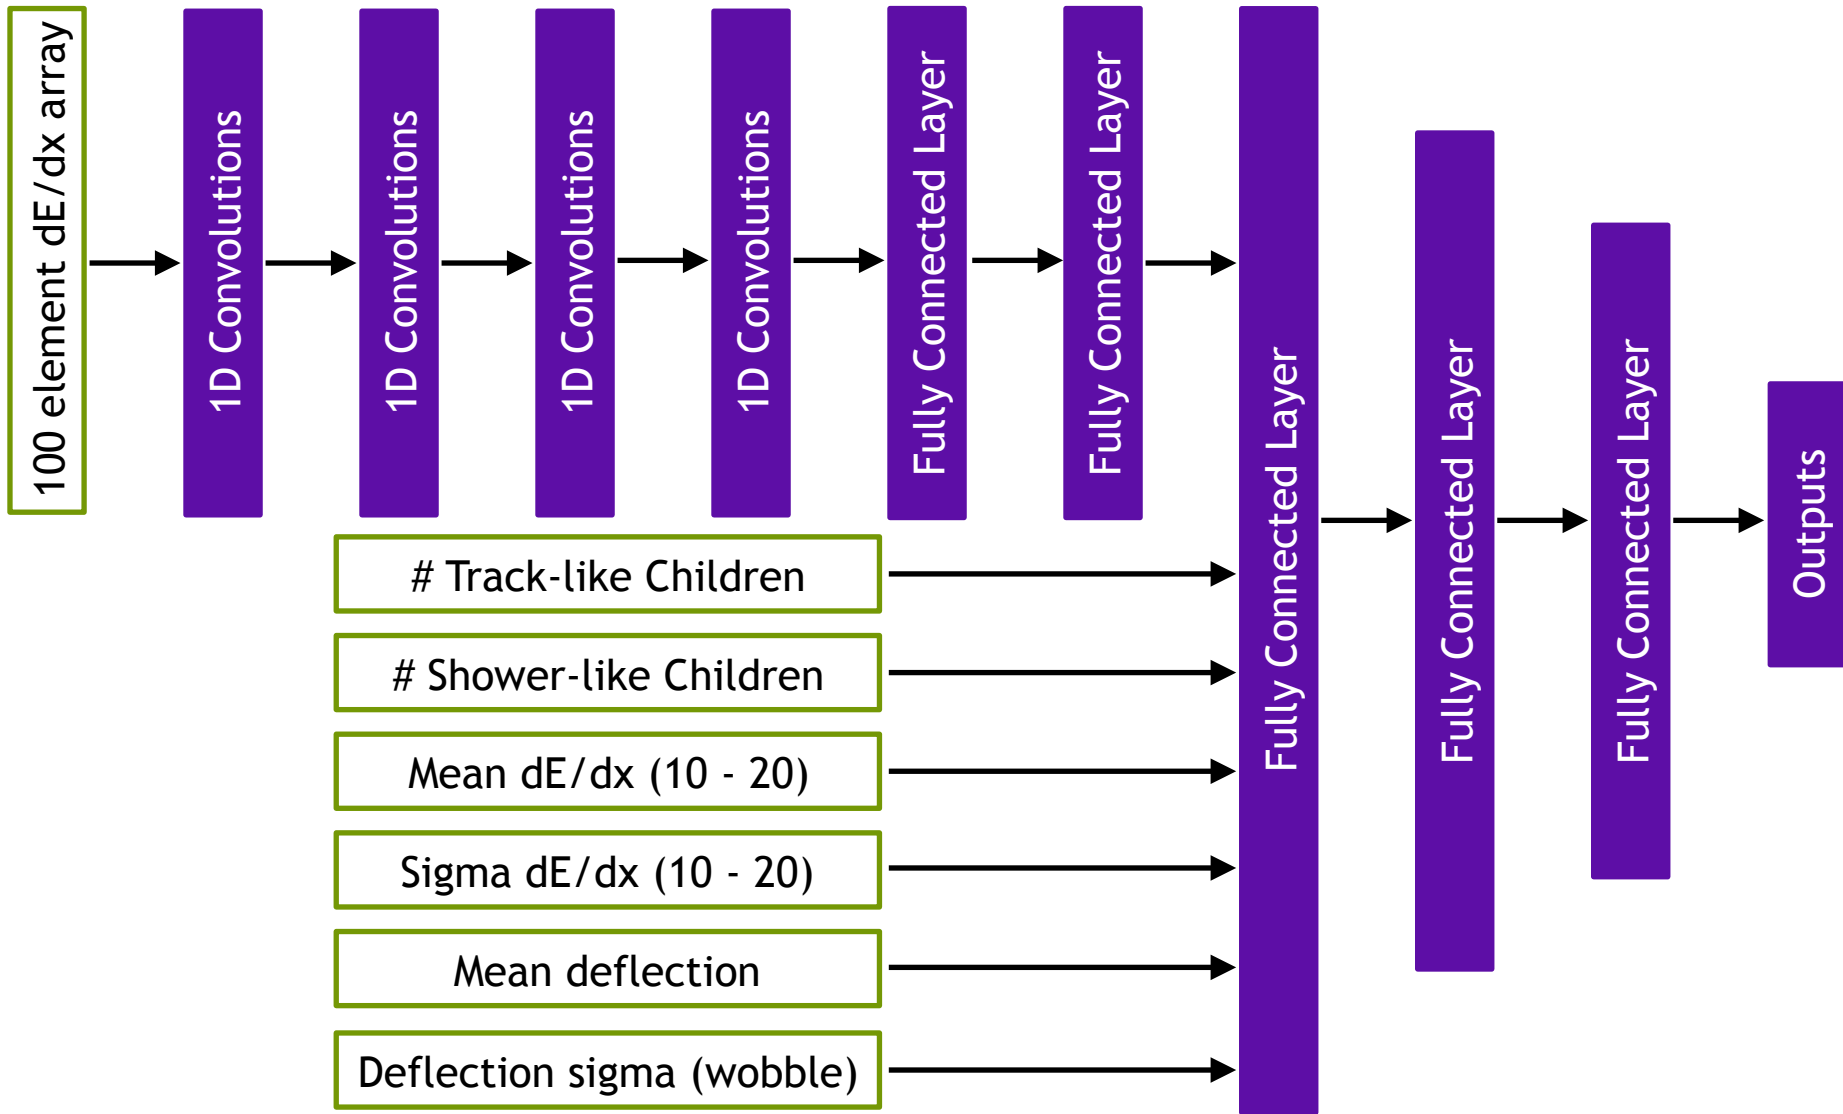 100 element dE/dx array
1D Convolutions
1D Convolutions
1D Convolutions
1D Convolutions
Fully Connected Layer
Fully Connected Layer
Fully Connected Layer
Fully Connected Layer
Fully Connected Layer
Outputs
# Track-like Children
# Shower-like Children
Mean dE/dx (10 - 20)
Sigma dE/dx (10 - 20)
Mean deflection
Deflection sigma (wobble)